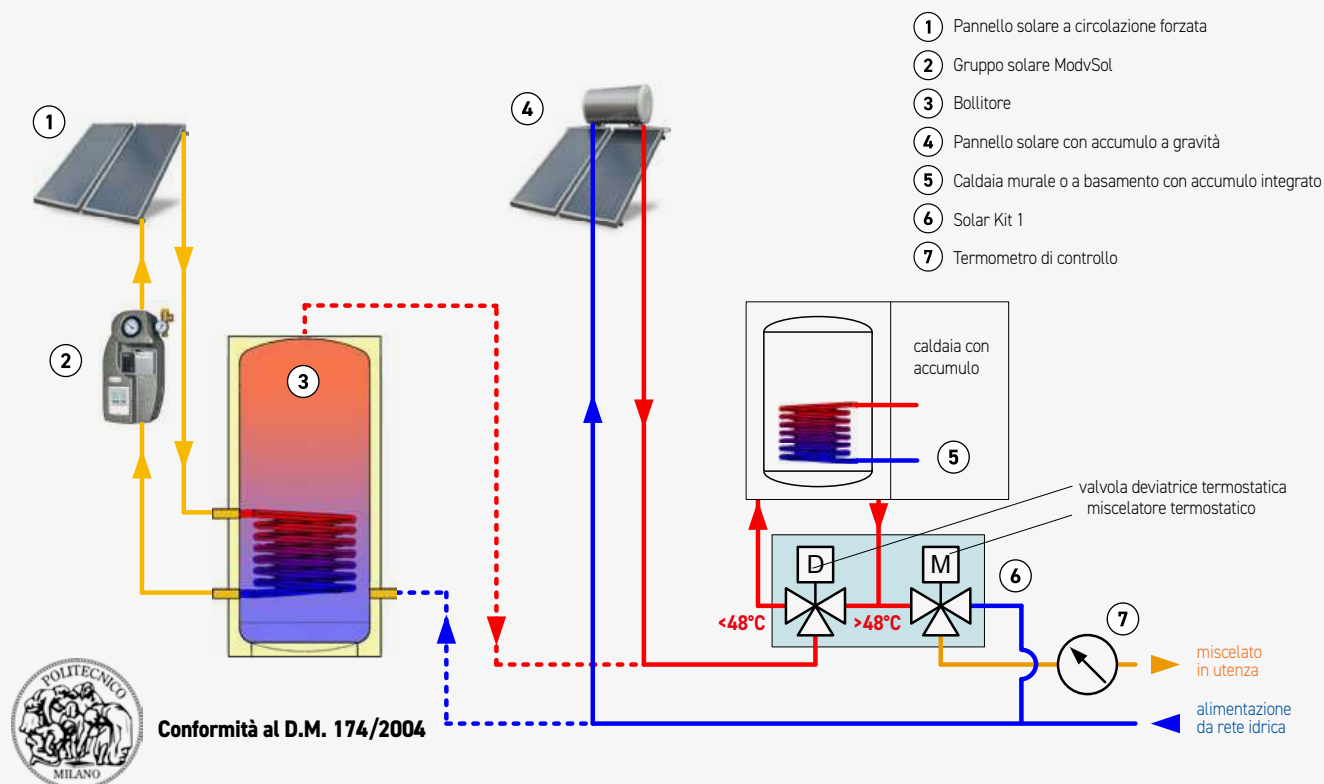 1 Pannello solare a circolazione forzata
2 Gruppo solare ModvSol
3 Bollitore
4 Pannello solare con accumulo a gravità
5 Caldaia murale o a basamento con accumulo integrato
6 Solar Kit 1
7 Termometro di controllo
1
4
2
3
caldaia con
accumulo
5
valvola deviatrice termostatica
miscelatore termostatico
D
M
6
<48°C
>48°C
7
miscelato
in utenza
alimentazione
da rete idrica
POLITECNICO
MILANO
Conformità al D.M. 174/2004